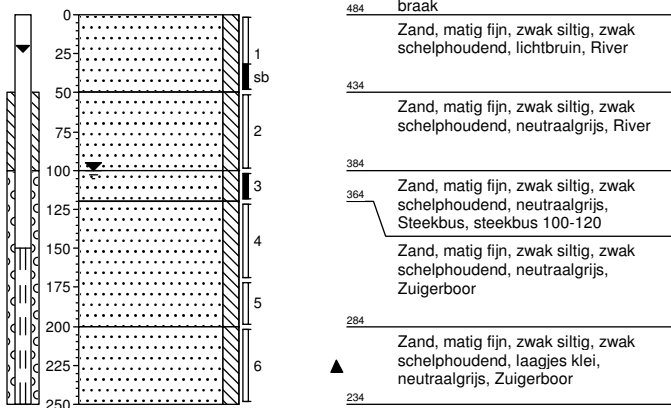 braak
0
484
Zand, matig fijn, zwak siltig, zwak
schelphoudend, lichtbruin, River
1
25
sb
50
434
Zand, matig fijn, zwak siltig, zwak
schelphoudend, neutraalgrijs, River
2
75
100
384
Zand, matig fijn, zwak siltig, zwak
schelphoudend, neutraalgrijs,
Steekbus, steekbus 100-120
3
364
125
4
Zand, matig fijn, zwak siltig, zwak
schelphoudend, neutraalgrijs,
Zuigerboor
150
175
5
200
284
Zand, matig fijn, zwak siltig, zwak
schelphoudend, laagjes klei,
neutraalgrijs, Zuigerboor
6
225
250
234